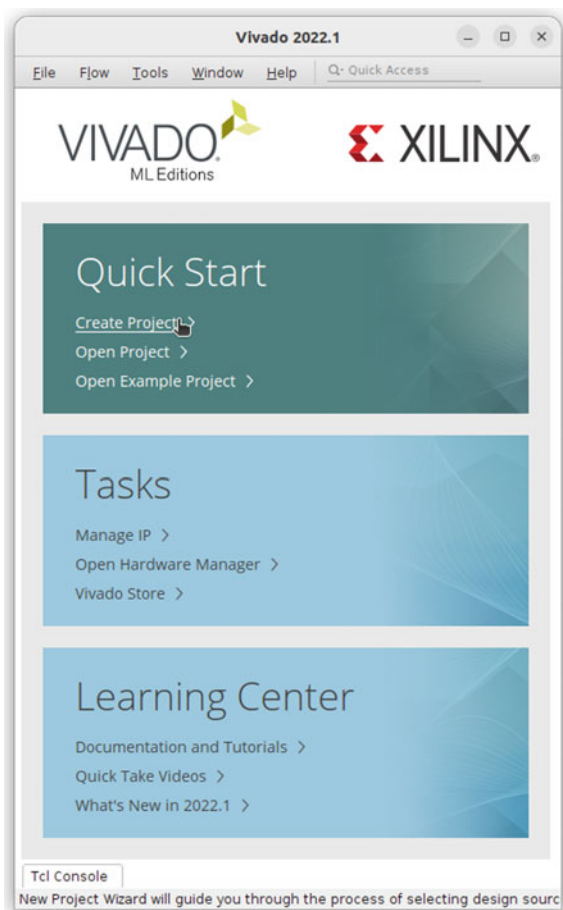 Vivado 2022.1
File Flow Tools Window Help Q- Quick Access
VIVADO. XILINX®
ML Editions
Quick Start
Create Project >
Open Project >
Open Example Project >
Tasks
Manage IP >
Open Hardware Manager >
Vivado Store >
Learning Center
Documentation and Tutorials >
Quick Take Videos >
What's New in 2022.1 >
Tcl Console
New Project Wizard will guide you through the process of selecting design sourc